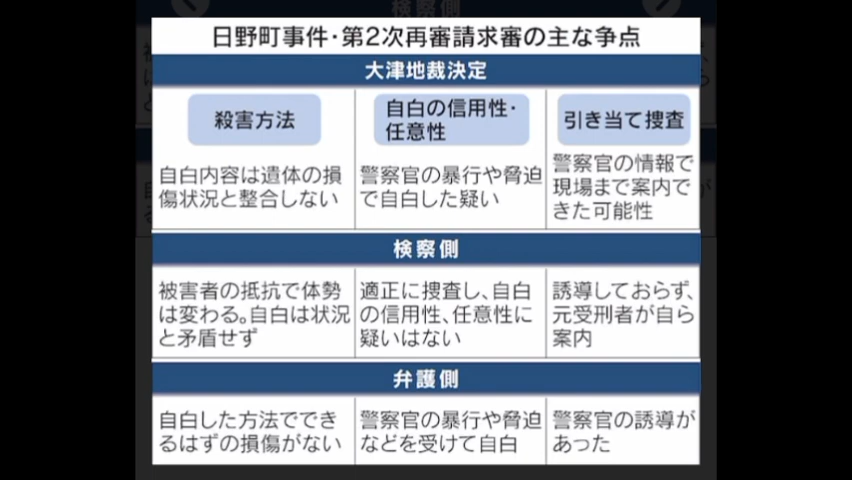 日野町事件・第2次再審請求審の主な争点
大津地裁決定
殺害方法
自白の信用性・
任意性
引き当て捜査
自白内容は遺体の損
傷状況と整合しない
警察官の暴行や脅迫
で自白した疑い
警察官の情報で
現場まで案内で
きた可能性
検察側
被害者の抵抗で体勢
は変わる。自白は状況
と矛盾せず
適正に捜査し、自白
の信用性、任意性に
疑いはない
誘導しておらず、
元受刑者が自ら
案内
弁護側
自白した方法ででき
るはずの損傷がない
警察官の暴行や脅迫
などを受けて自白
警察官の誘導が
あった